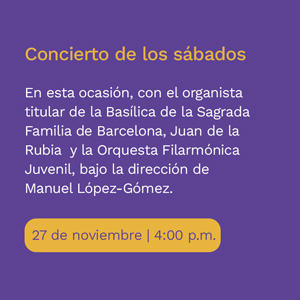 Concierto de los sábados
En esta ocasión, con el organista
titular de la Basílica de la Sagrada
Familia de Barcelona, Juan de la
Rubia y la Orquesta Filarmónica
Juvenil, bajo la dirección de
Manuel López-Gómez.
27 de noviembre | 4:00 p.m.